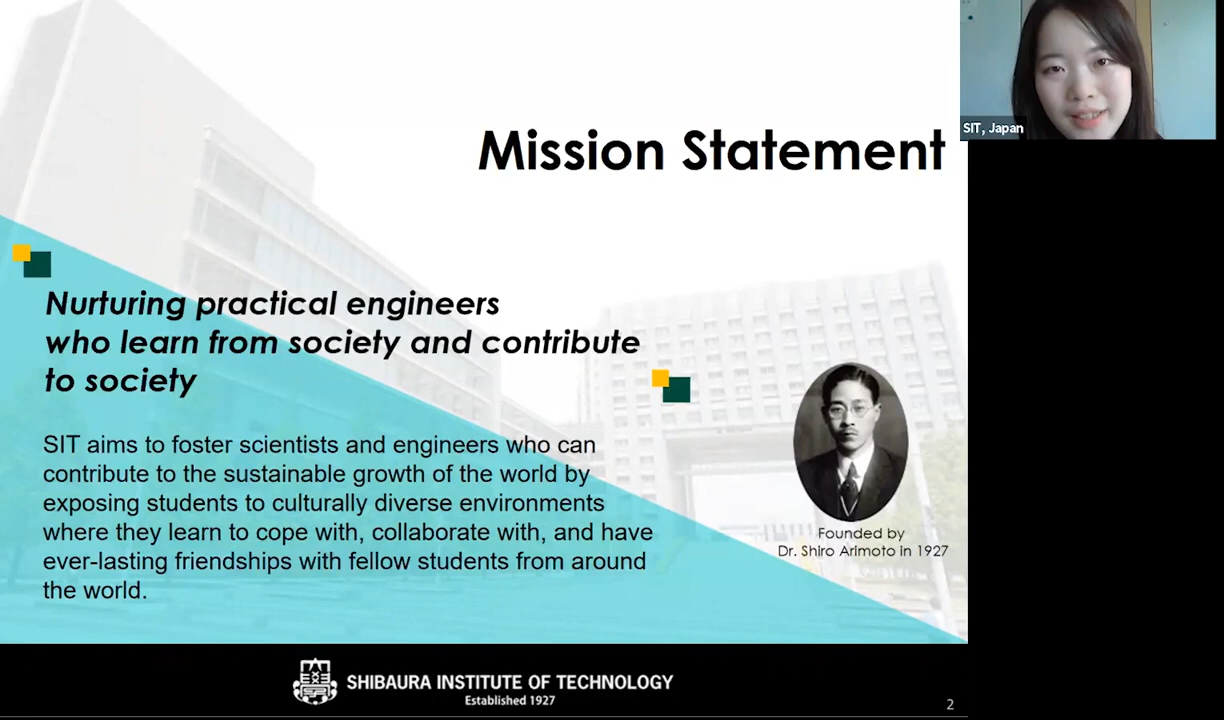 SIT, Japan
Mission Statement
Nurturing practical engineers
who learn from society and contribute
to society
SIT aims to foster scientists and engineers who can
contribute to the sustainable growth of the world by
exposing students to culturally diverse environments
where they learn to cope with, collaborate with, and have
ever-lasting friendships with fellow students from around
the world.
Founded by
Dr. Shiro Arimoto in 1927
SHIBAURA INSTITUTE OF TECHNOLOGY
Established 1927
2